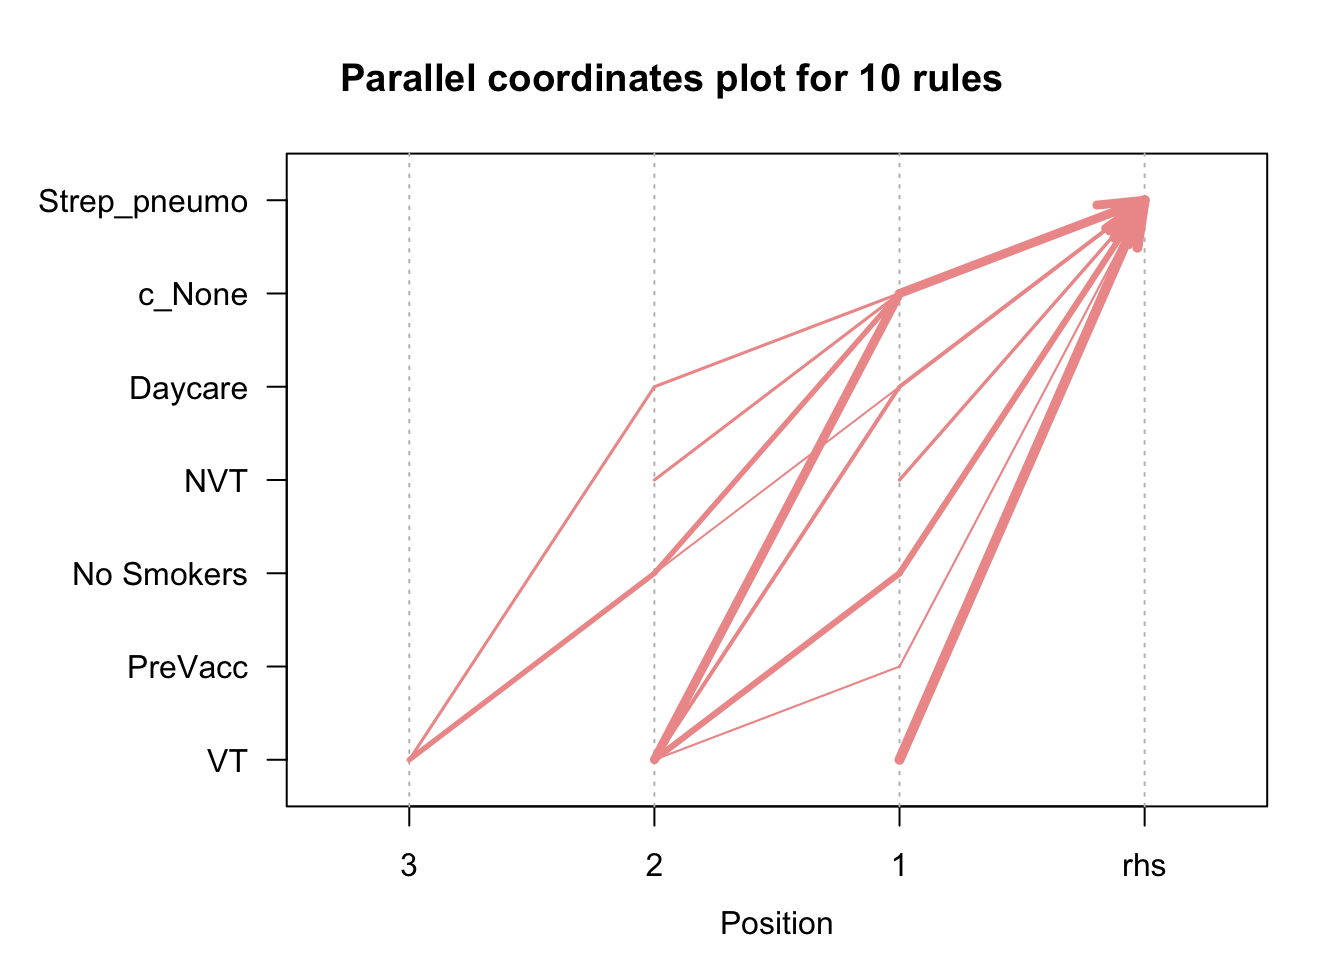 Parallel coordinates plot for 10 rules
Strep_pneumo
c_None
Daycare
NVT
No Smokers
PreVacc
VT
3 2 1 rhs
Position